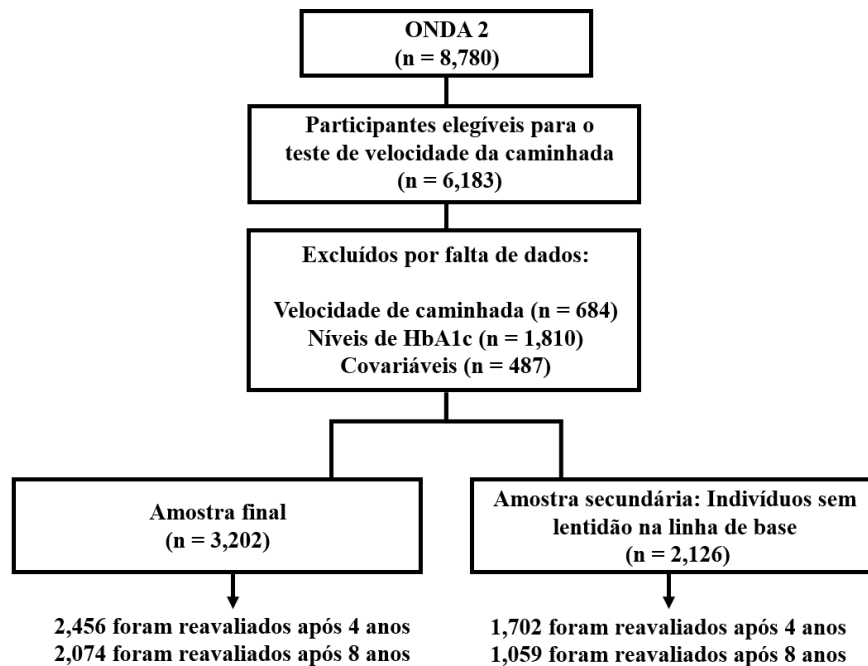 ONDA 2
(n = 8,780)
Participantes elegíveis para o
teste de velocidade da caminhada
(n = 6,183)
Excluídos por falta de dados:
Velocidade de caminhada (n = 684)
Níveis de HbA1c (n = 1,810)
Covariáveis (n = 487)
Amostra final
(n = 3,202)
Amostra secundária: Indivíduos sem
lentidão na linha de base
(n = 2,126)
2,456 foram reavaliados após 4 anos
2,074 foram reavaliados após 8 anos
1,702 foram reavaliados após 4 anos
1,059 foram reavaliados após 8 anos